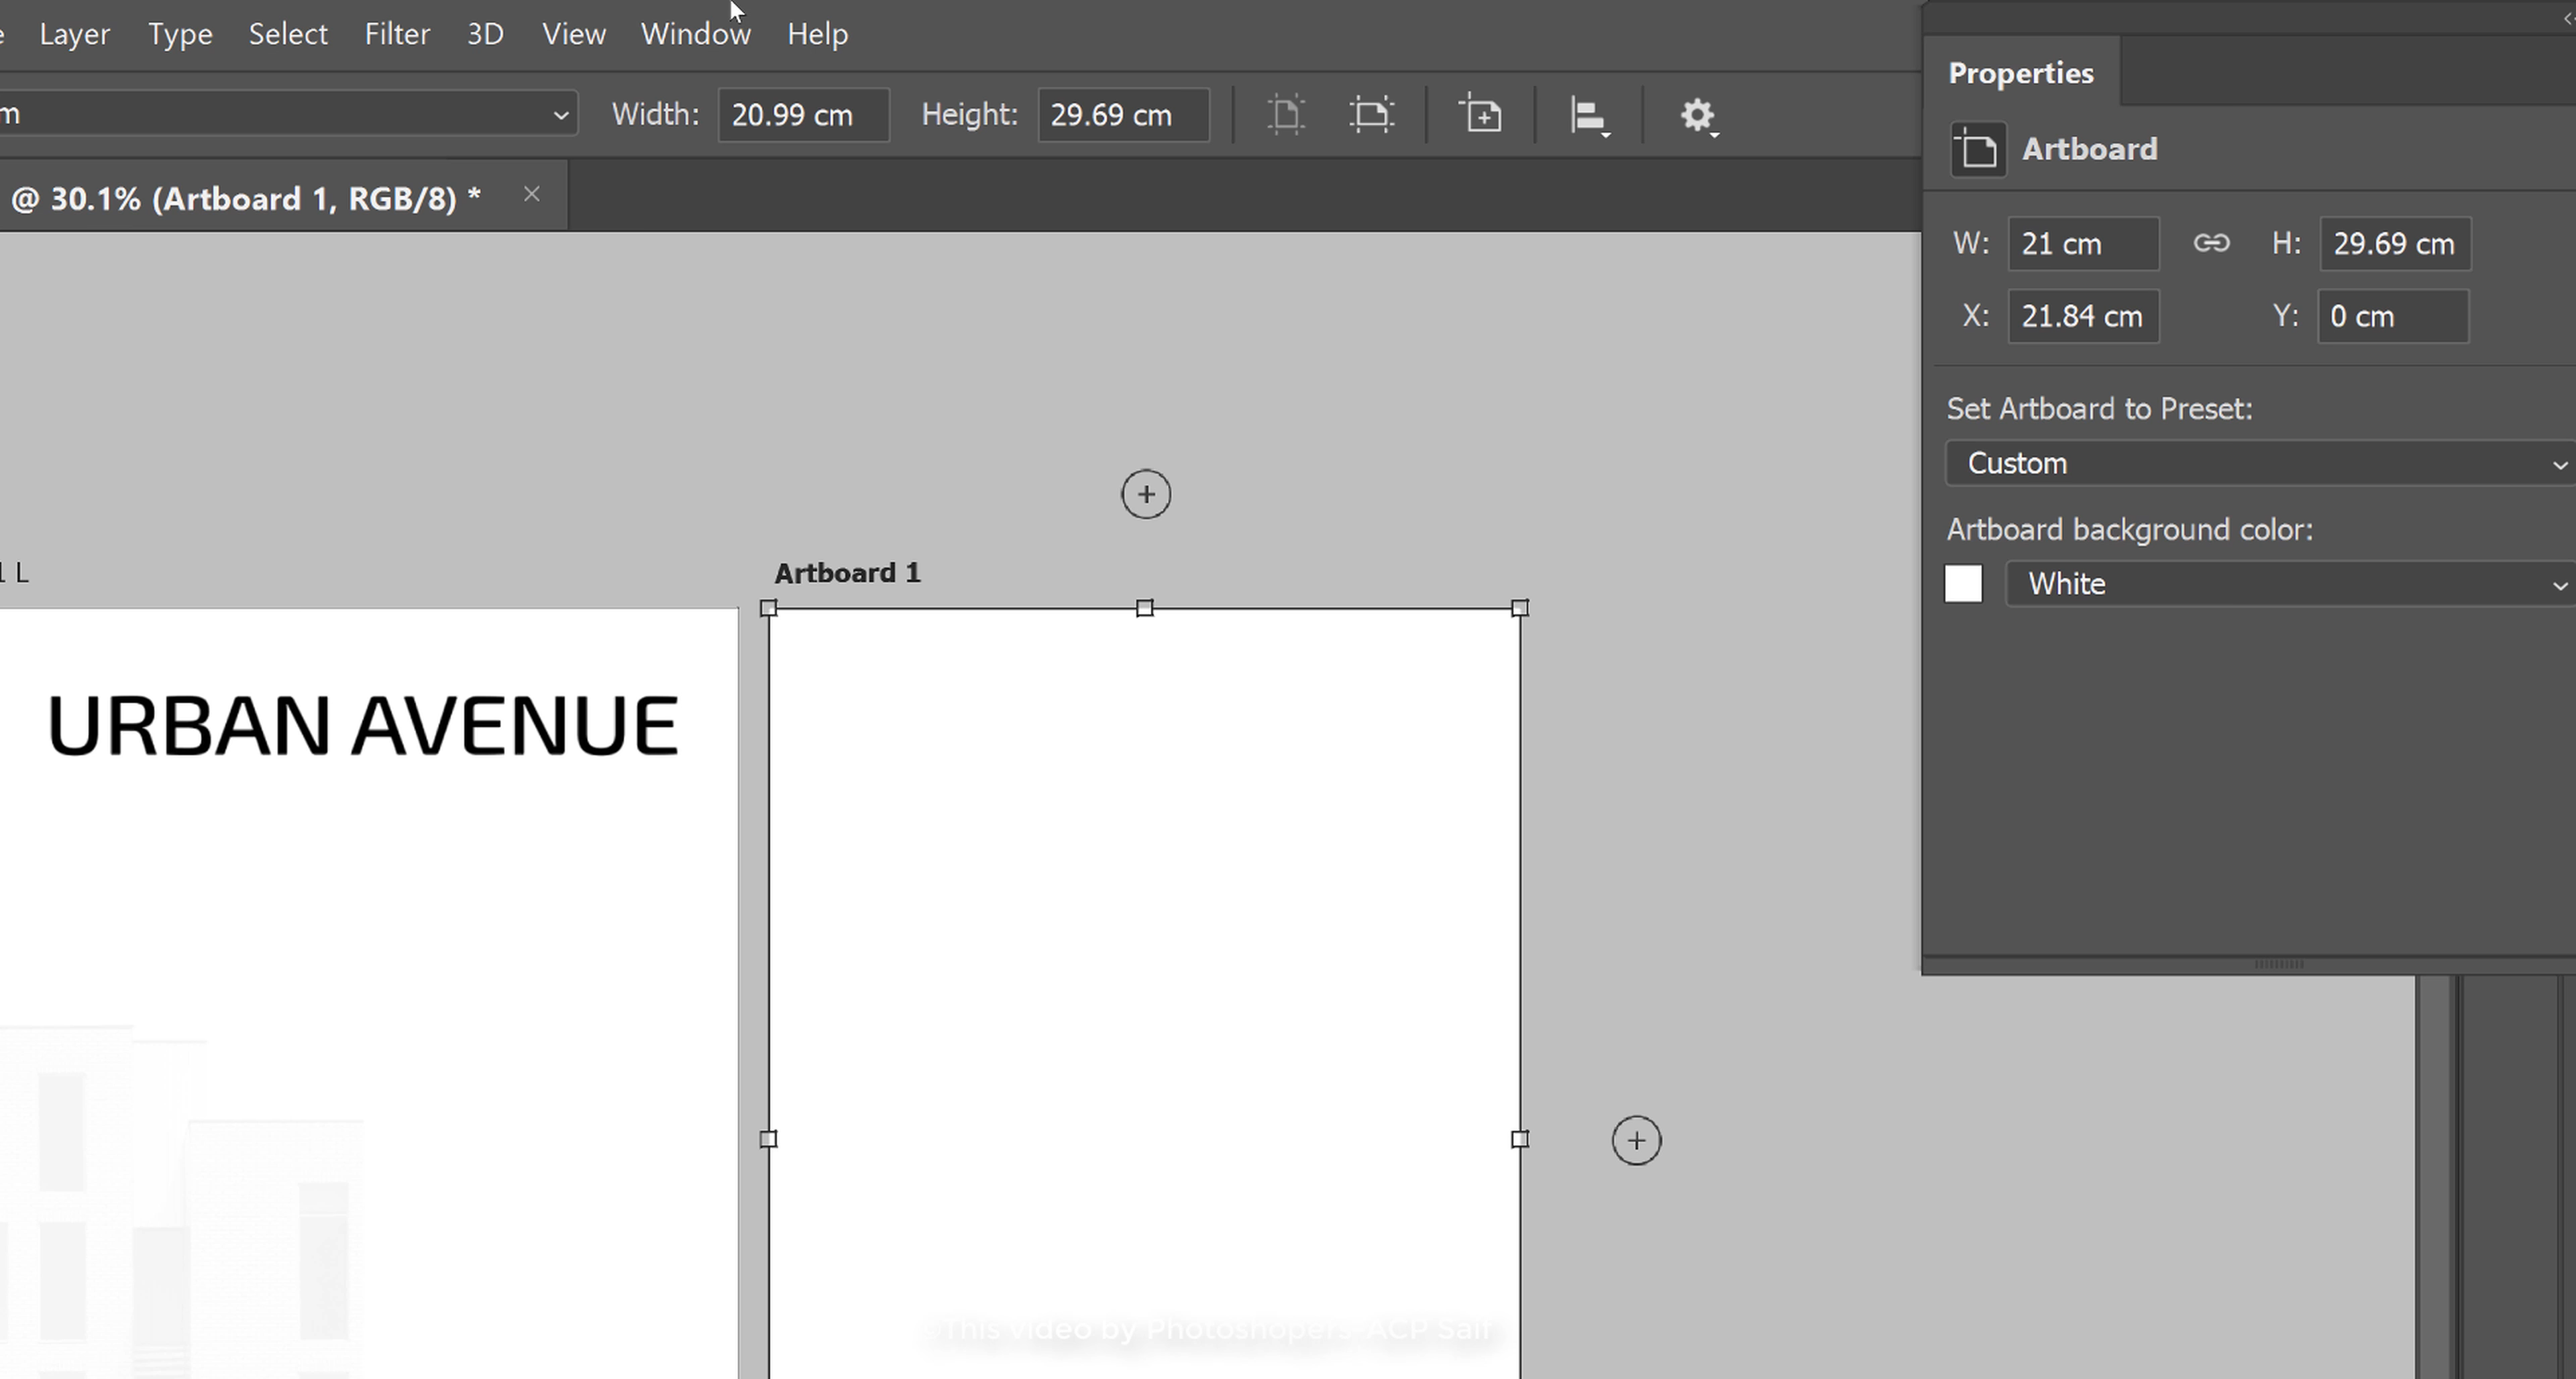 Layer Type Select Filter 3D View Window Help
m Width: 20.99 cm Height: 29.69 cm
@ 30.1% (Artboard 1, RGB/8) * ×
Properties
Artboard
W: 21 cm H: 29.69 cm
X: 21.84 cm Y: 0 cm
Set Artboard to Preset:
Custom
Artboard background color:
White
1 L
Artboard 1
URBAN AVENUE
This video by Photoshopers ACP Saif